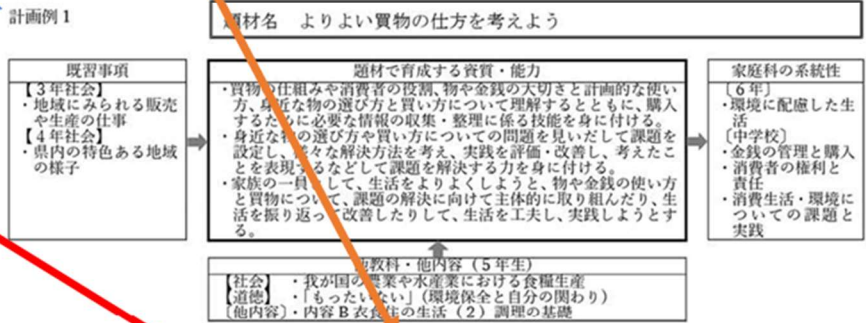 計画例1
題材名 よりよい買物の仕方を考えよう
既習事項
【3年社会】
・地域にみられる販売
や生産の仕事
【4年社会】
・県内の特色ある地域
の様子
題材で育成する資質・能力
・買物の仕組みや消費者の役割、物や金銭の大切さと計画的な使い
方、身近な物の選び方と買い方について理解するとともに、購入
するために必要な情報の収集・整理に係る技能を身に付ける。
・身近な物の選び方や買い方についての問題を見いだして課題を
設定し、様々な解決方法を考え、実践を評価・改善し、考えたこ
とを表現するなどして課題を解決する力を身に付ける。
・家族の一員として、生活をよりよくしようと、物や金銭の使い方
と買物について、課題の解決に向けて主体的に取り組んだり、生
活を振り返って改善したりして、生活を工夫し、実践しようとす
る。
家庭科の系統性
〔6年〕
・環境に配慮した生
活
〔中学校〕
・金銭の管理と購入
・消費者の権利と
責任
・消費生活・環境に
ついての課題と
実践
他教科・他内容（5年生）
【社会】 ・我が国の農業や水産業における食糧生産
【道徳】 ・「もったいない」（環境保全と自分の関わり）
〔他内容〕・内容B 衣食住の生活（2）調理の基礎